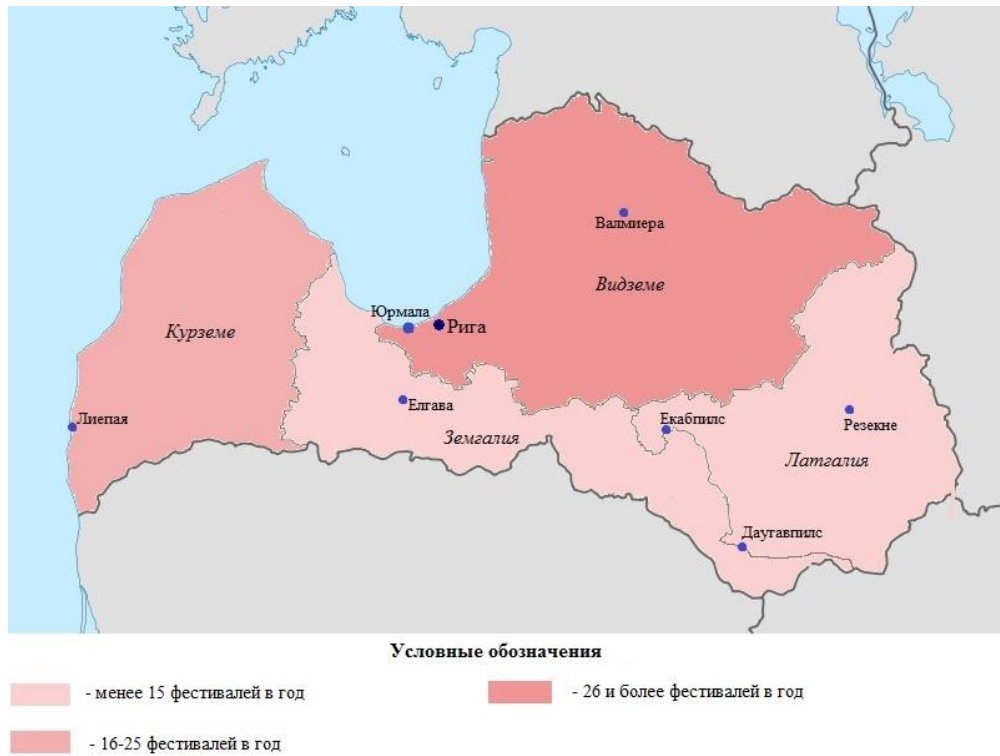 Валмиера
Видземе
Юрмала
Рига
Курземе
Елгава
Лиепая
Екабпилс
Резекне
Земгалия
Латгалия
Даугавпилс
Условные обозначения
- менее 15 фестивалей в год
- 26 и более фестивалей в год
- 16-25 фестивалей в год